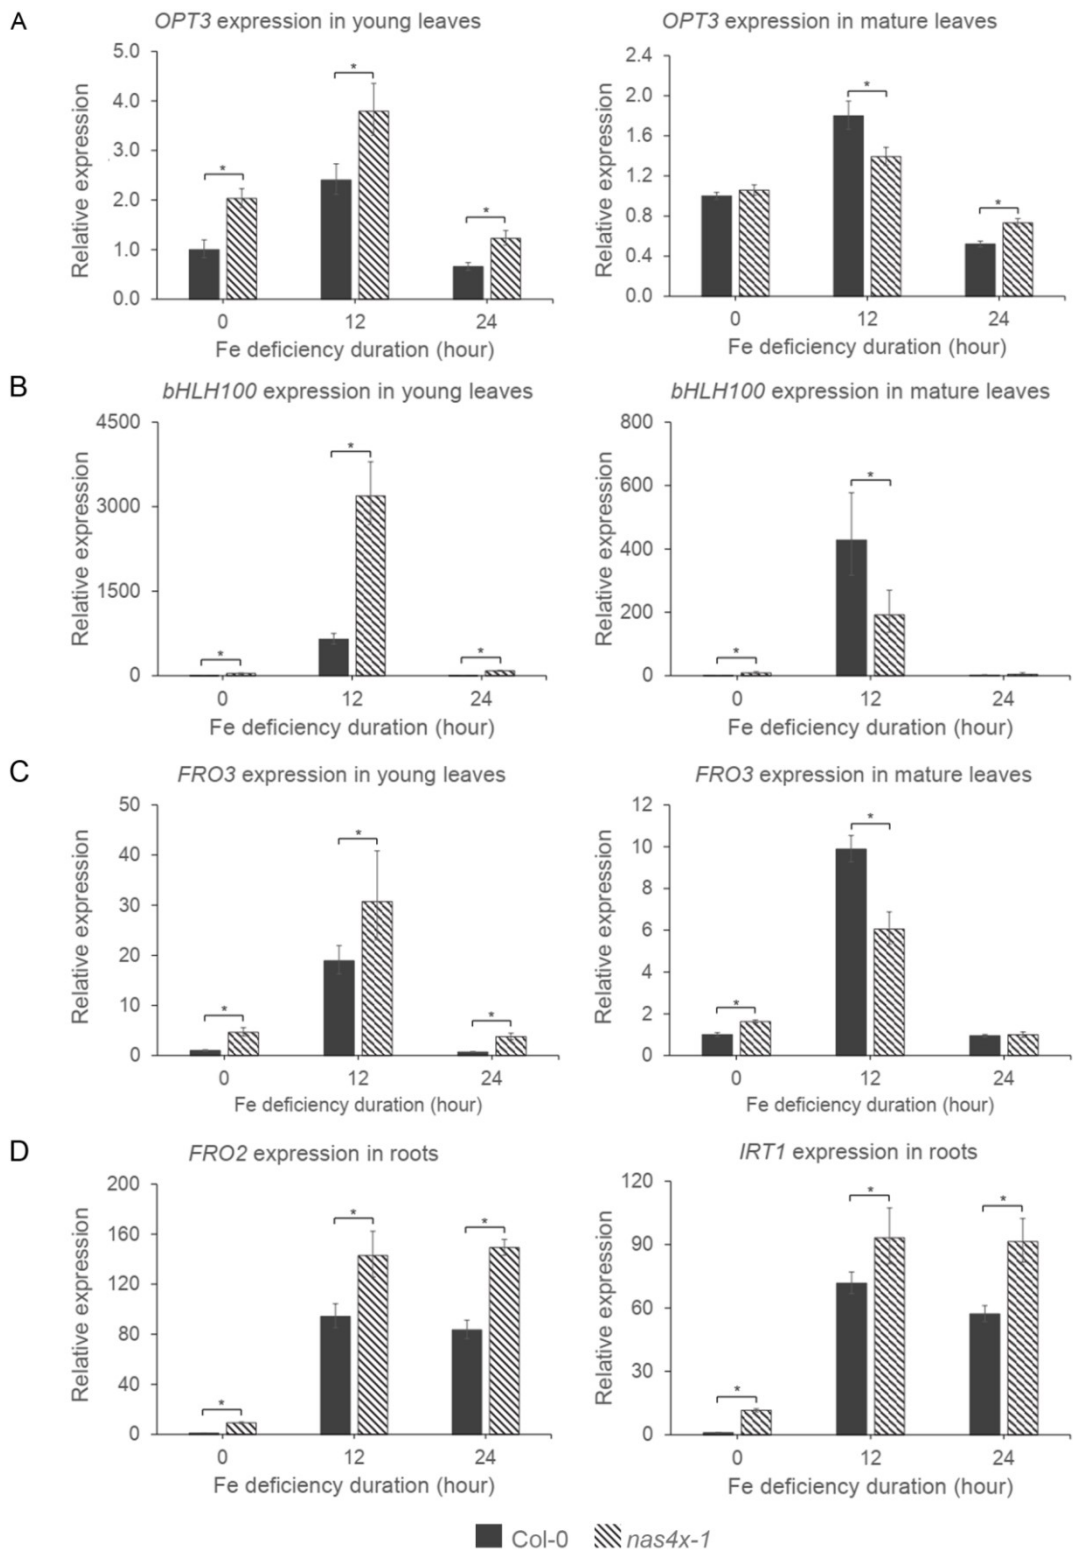 A
OPT3 expression in young leaves
OPT3 expression in mature leaves
Relative expression
5.0
4.0
3.0
2.0
1.0
0.0
*
*
*
0 12 24
Fe deficiency duration (hour)
Relative expression
2.4
2.0
1.6
1.2
0.8
0.4
0.0
*
*
0 12 24
Fe deficiency duration (hour)
B
bHLH100 expression in young leaves
bHLH100 expression in mature leaves
Relative expression
4500
3000
1500
0
*
*
*
0 12 24
Fe deficiency duration (hour)
Relative expression
800
600
400
200
0
*
*
0 12 24
Fe deficiency duration (hour)
C
FRO3 expression in young leaves
FRO3 expression in mature leaves
Relative expression
50
40
30
20
10
0
*
*
*
0 12 24
Fe deficiency duration (hour)
Relative expression
12
10
8
6
4
2
0
*
*
0 12 24
Fe deficiency duration (hour)
D
FRO2 expression in roots
IRT1 expression in roots
Relative expression
200
160
120
80
40
0
*
*
*
0 12 24
Fe deficiency duration (hour)
Relative expression
120
90
60
30
0
*
*
*
0 12 24
Fe deficiency duration (hour)
Col-0 nas4x-1